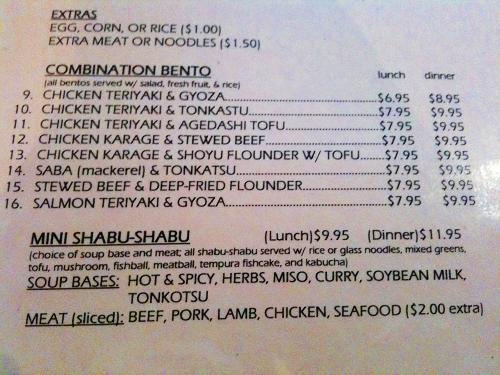 EXTRAS
EGG, CORN, OR RICE ($1.00)
EXTRA MEAT OR NOODLES ($1.50)
COMBINATION BENTO lunch dinner
(all bentos served w/ salad, fresh fruit, & rice)
9. CHICKEN TERIYAKI & GYOZA $6.95 $8.95
10. CHICKEN TERIYAKI & TONKASTU $7.95 $9.95
11. CHICKEN TERIYAKI & AGEDASHI TOFU $7.95 $9.95
12. CHICKEN KARAGE & STEWED BEEF $7.95 $9.95
13. CHICKEN KARAGE & SHOYU FLOUNDER W/ TOFU $7.95 $9.95
14. SABA (mackerel) & TONKATSU $7.95 $9.95
15. STEWED BEEF & DEEP-FRIED FLOUNDER $7.95 $9.95
16. SALMON TERIYAKI & GYOZA $7.95 $9.95
MINI SHABU-SHABU (Lunch)$9.95 (Dinner)$11.95
(choice of soup base and meat; all shabu-shabu served w/ rice or glass noodles, mixed greens,
tofu, mushroom, fishball, meatball, tempura fishcake, and kabucha)
SOUP BASES: HOT & SPICY, HERBS, MISO, CURRY, SOYBEAN MILK,
TONKOTSU
MEAT (sliced): BEEF, PORK, LAMB, CHICKEN, SEAFOOD ($2.00 extra)